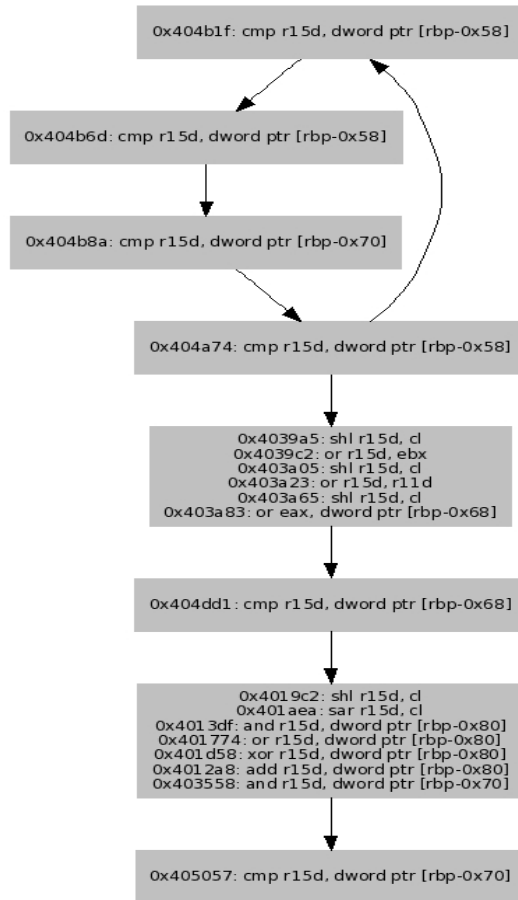 0x404b1f: cmp r15d, dword ptr [rbp-0x58]
0x404b6d: cmp r15d, dword ptr [rbp-0x58]
0x404b8a: cmp r15d, dword ptr [rbp-0x70]
0x404a74: cmp r15d, dword ptr [rbp-0x58]
0x4039a5: shl r15d, cl
0x4039c2: or r15d, ebx
0x403a05: shl r15d, cl
0x403a23: or r15d, r11d
0x403a65: shl r15d, cl
0x403a83: or eax, dword ptr [rbp-0x68]
0x404dd1: cmp r15d, dword ptr [rbp-0x68]
0x4019c2: shl r15d, cl
0x401aea: sar r15d, cl
0x4013df: and r15d, dword ptr [rbp-0x80]
0x401774: or r15d, dword ptr [rbp-0x80]
0x401d58: xor r15d, dword ptr [rbp-0x80]
0x4012a8: add r15d, dword ptr [rbp-0x80]
0x403558: and r15d, dword ptr [rbp-0x70]
0x405057: cmp r15d, dword ptr [rbp-0x70]